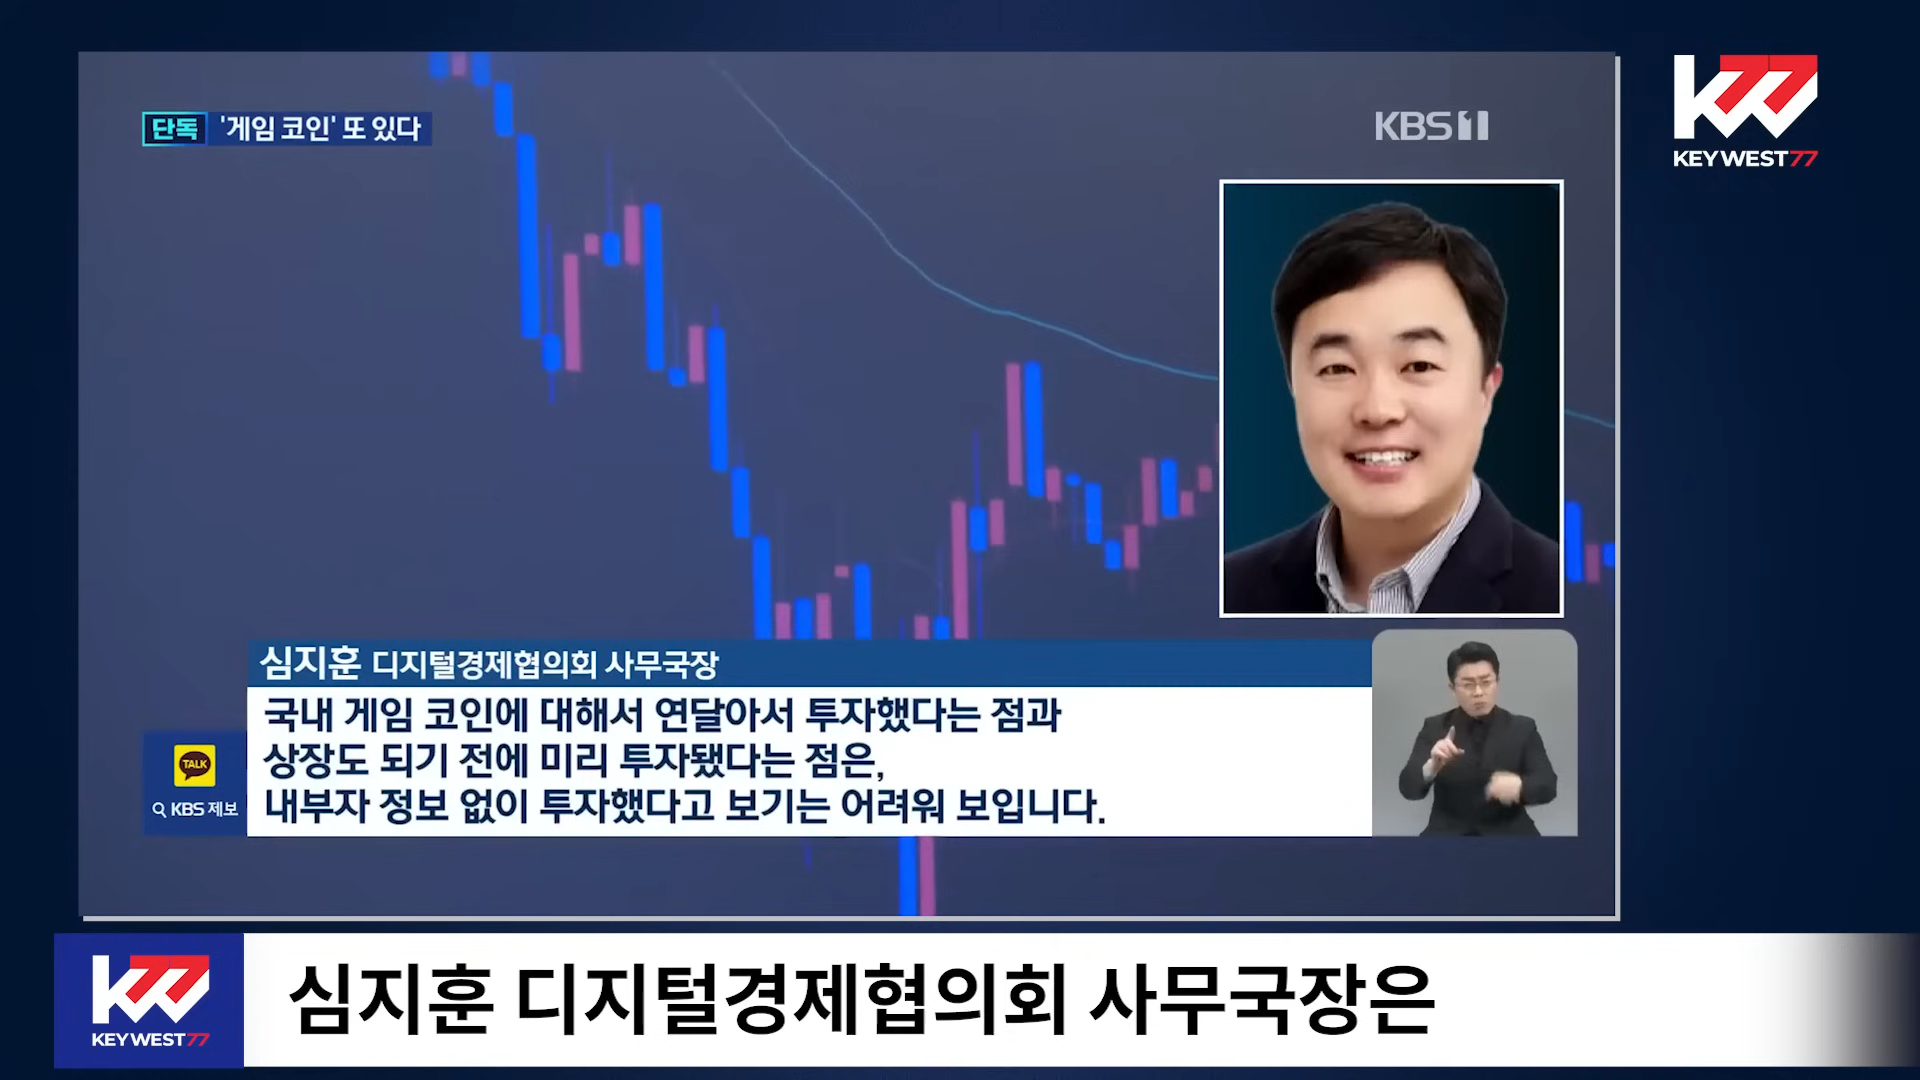 단독 '게임 코인' 또 있다
KBS 1
K77
KEYWEST77
심지훈 디지털경제협의회 사무국장
국내 게임 코인에 대해서 연달아서 투자했다는 점과
상장도 되기 전에 미리 투자됐다는 점은,
내부자 정보 없이 투자했다고 보기는 어려워 보입니다.
TALK
KBS 제보
K77
KEYWEST77
심지훈 디지털경제협의회 사무국장은